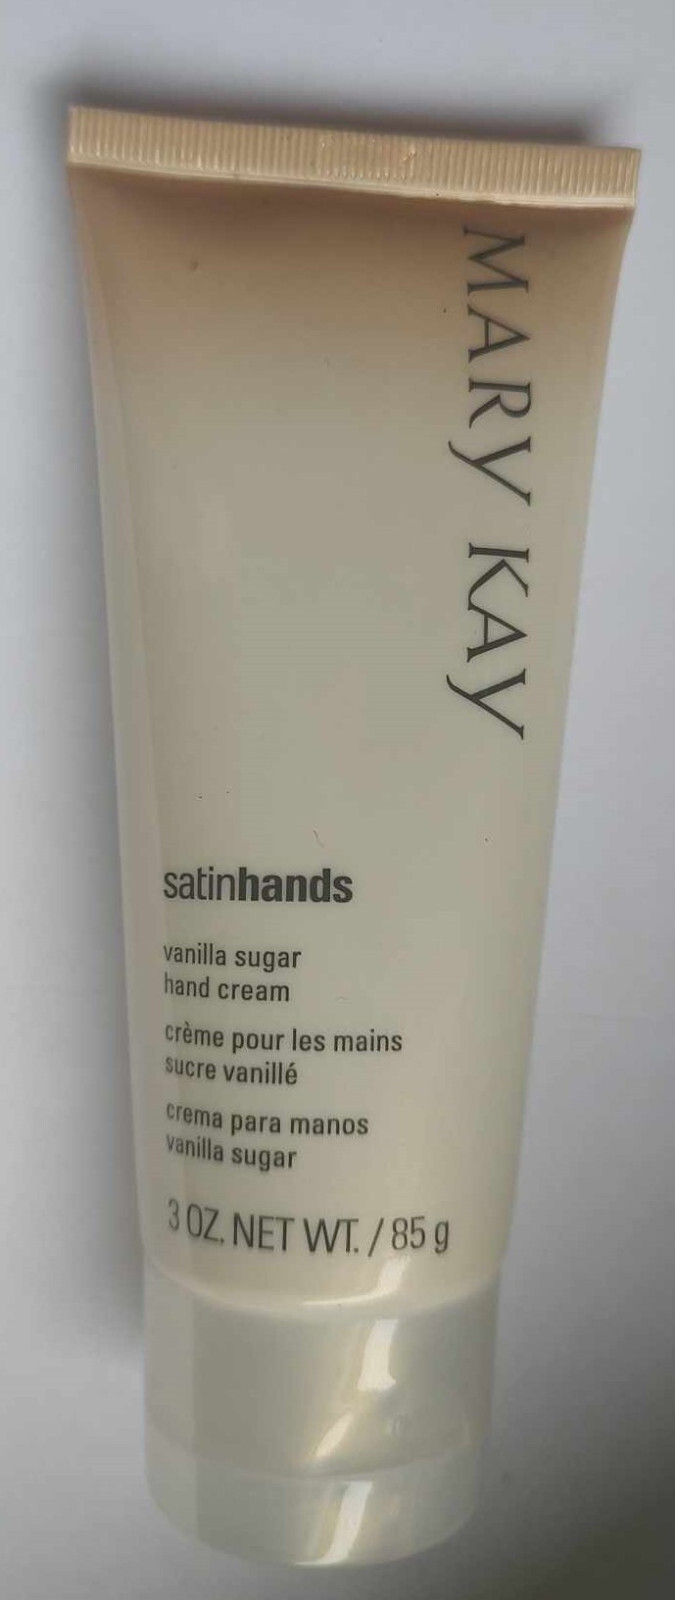 MARY KAY
satinhands
vanilla sugar
hand cream
crème pour les mains
sucre vanillé
crema para manos
vanilla sugar
3 OZ. NET WT. / 85 g